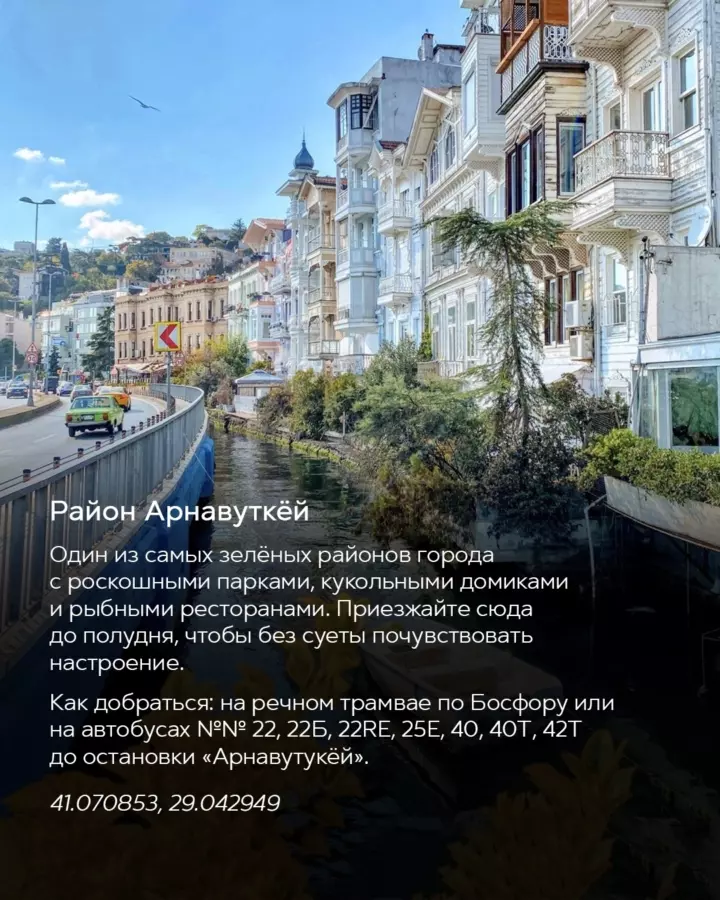 Район Арнавуткёй
Один из самых зелёных районов города
с роскошными парками, кукольными домиками
и рыбными ресторанами. Приезжайте сюда
до полудня, чтобы без суеты почувствовать
настроение.
Как добраться: на речном трамвае по Босфору или
на автобусах №№ 22, 22Б, 22RE, 25E, 40, 40T, 42T
до остановки «Арнавутукёй».
41.070853, 29.042949